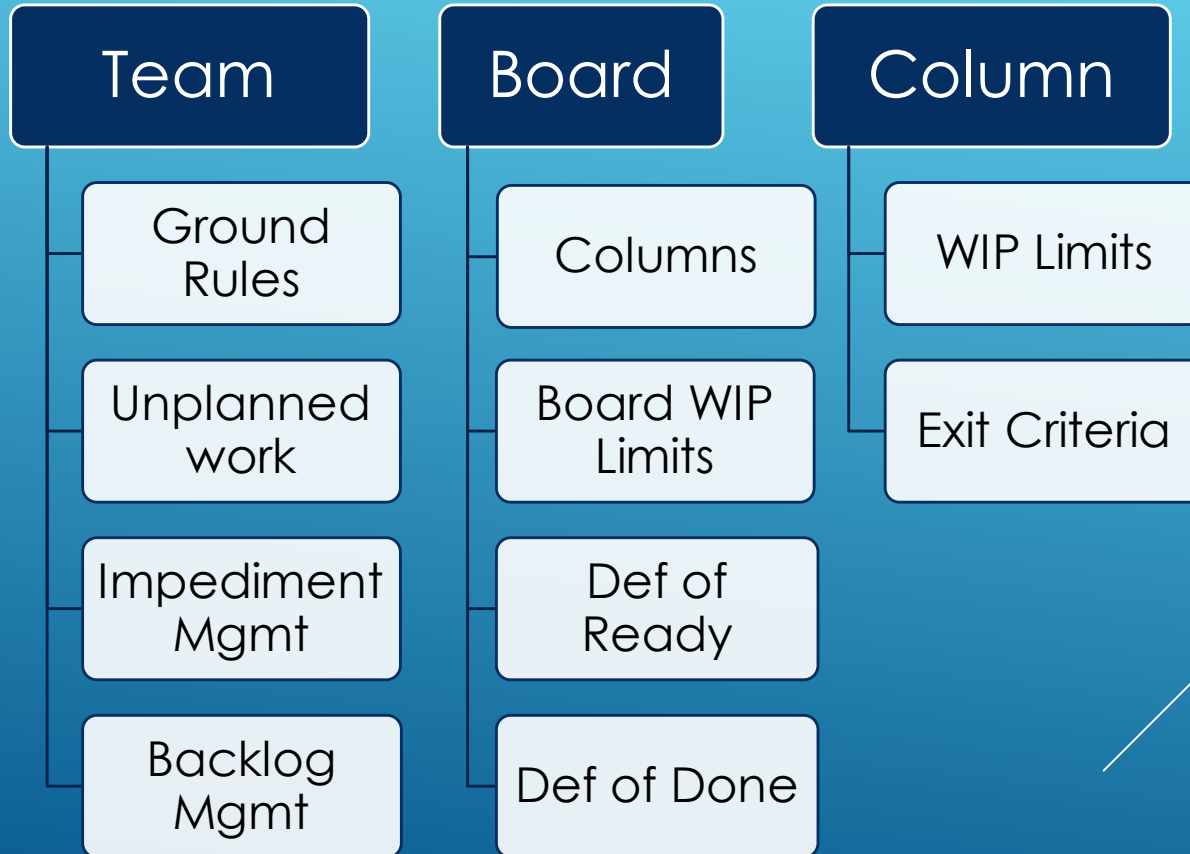 Team
Ground
Rules
Unplanned
work
Impediment
Mgmt
Backlog
Mgmt
Board
Columns
Board WIP
Limits
Def of
Ready
Def of Done
Column
WIP Limits
Exit Criteria